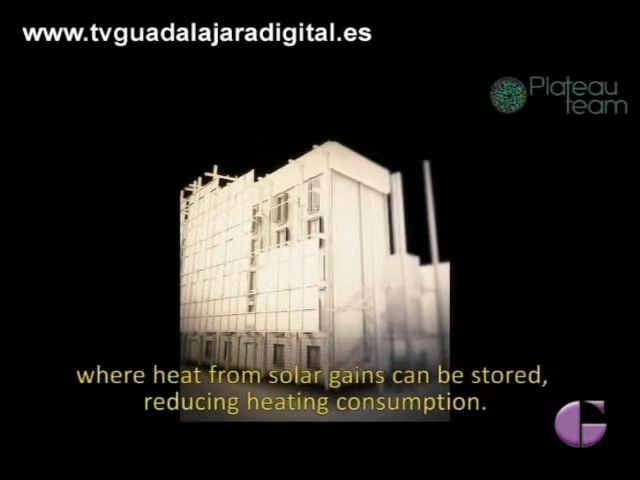 www.tvguadalajaradigital.es
Plateau
team
where heat from solar gains can be stored,
reducing heating consumption.